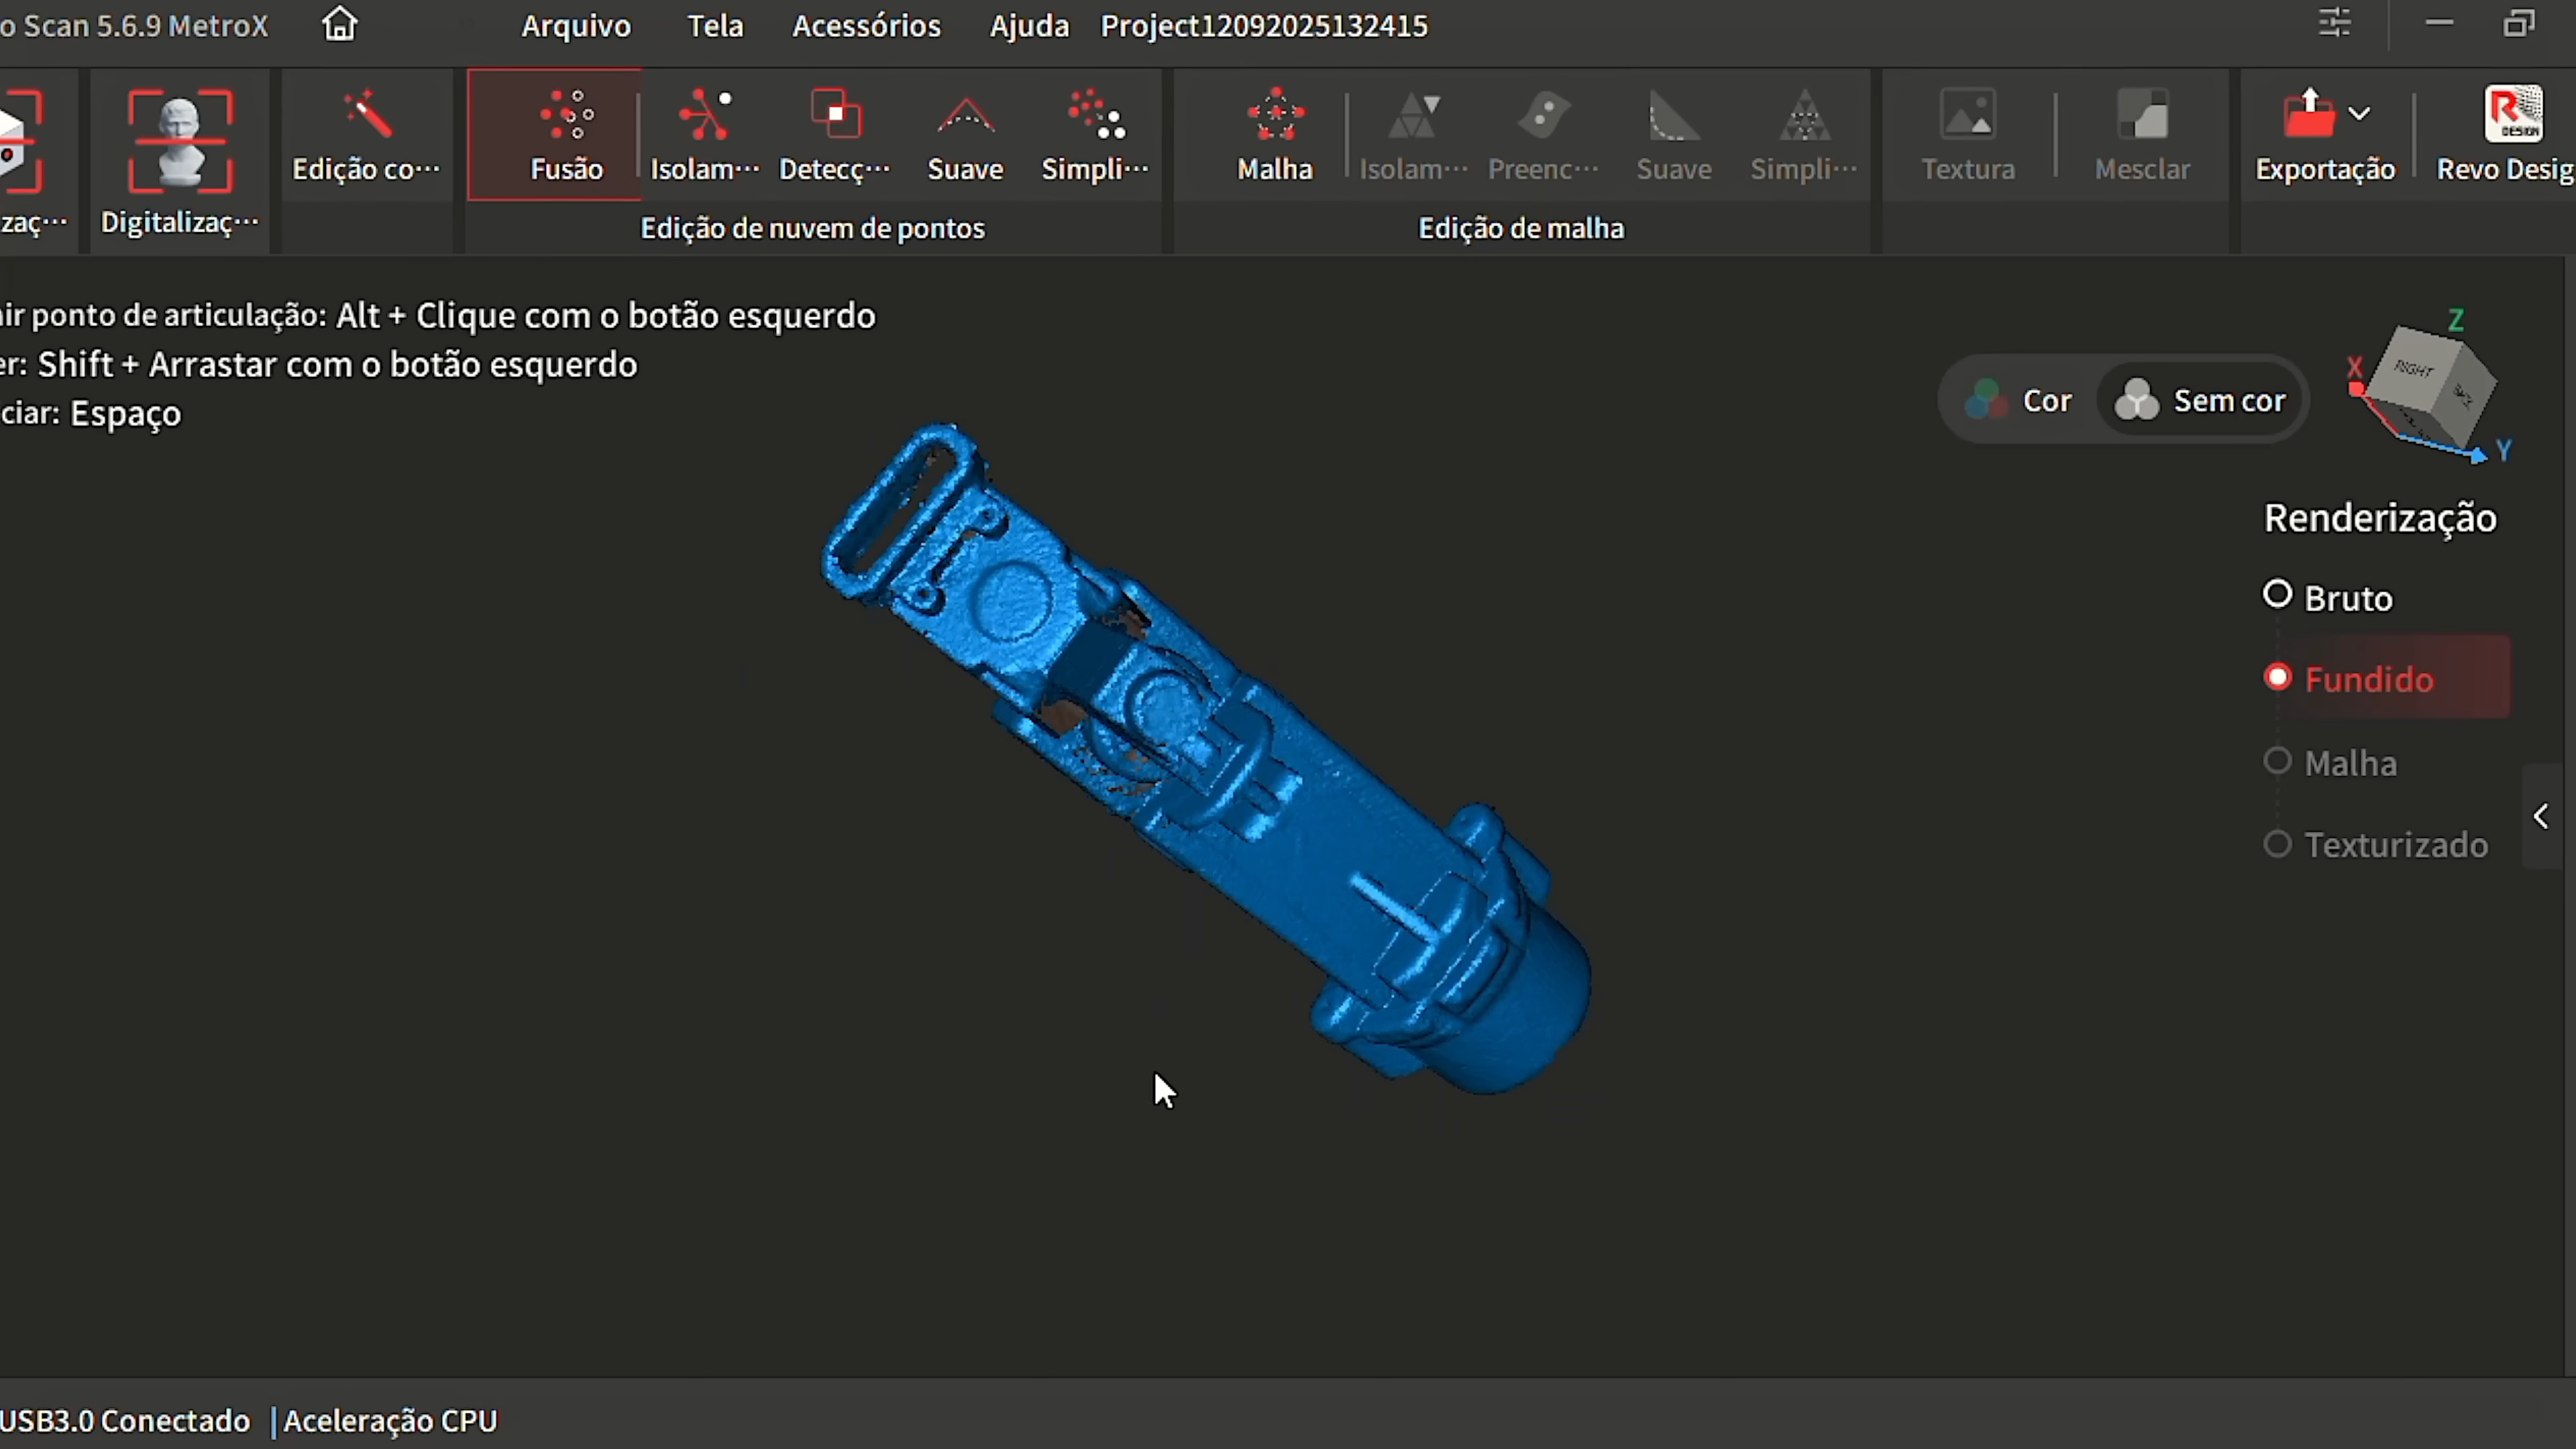 o Scan 5.6.9 MetroX
Arquivo Tela Acessórios Ajuda Project12092025132415
zaç···
Digitalizaç···
Edição co···
Fusão Isolam··· Detecç··· Suave Simpli···
Edição de nuvem de pontos
Malha Isolam··· Preenc··· Suave Simpli···
Edição de malha
Textura Mesclar
Exportação Revo Desig
R
DESIGN
ir ponto de articulação: Alt + Clique com o botão esquerdo
er: Shift + Arrastar com o botão esquerdo
ciar: Espaço
Cor Sem cor
Z
X
Y
RIGHT
Renderização
Bruto
Fundido
Malha
Texturizado
USB3.0 Conectado | Aceleração CPU